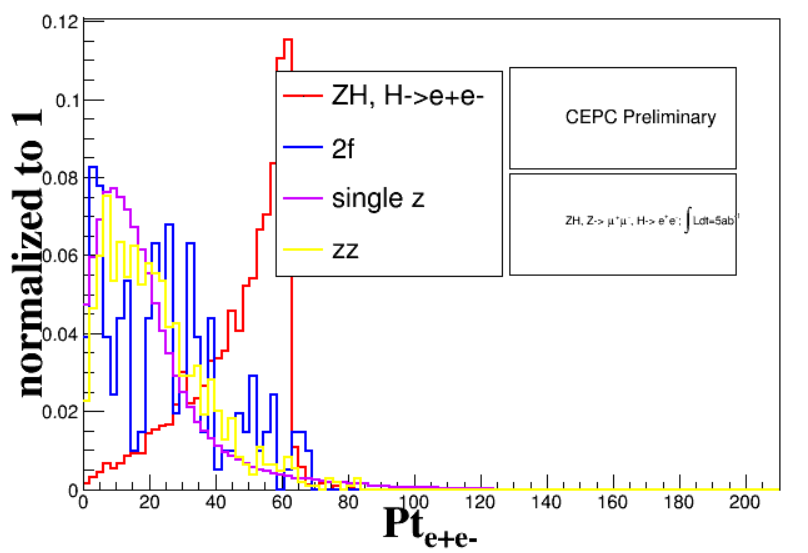 0.12
0.1
0.08
0.06
0.04
0.02
0
normalized to 1
ZH, H->e+e-
2f
single z
zz
CEPC Preliminary
ZH, Z-> μ⁺μ⁻, H-> e⁺e⁻; ∫ Ldt=5ab⁻¹
0 20 40 60 80 100 120 140 160 180 200
Pt e+e-